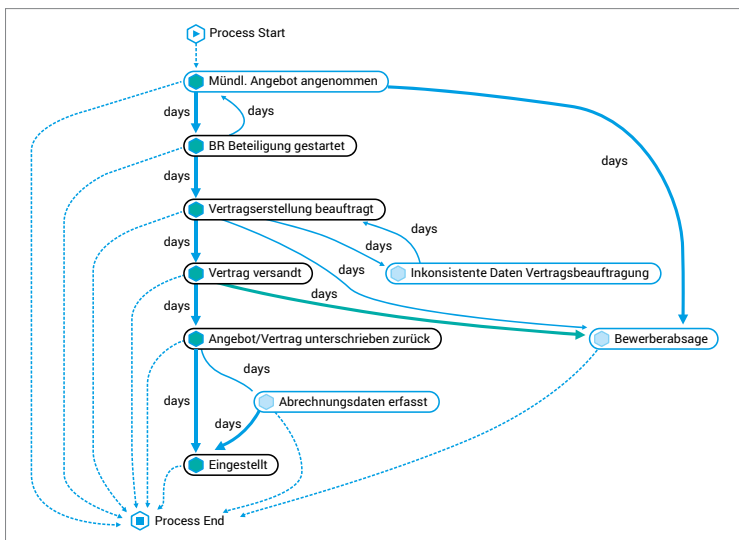 Process Start
Mündl. Angebot angenommen
days
days
BR Beteiligung gestartet
days
days
Vertragserstellung beauftragt
days
days
days
days
Inkonsistente Daten Vertragsbeauftragung
Vertrag versandt
days
days
Angebot/Vertrag unterschrieben zurück
Bewerberabsage
days
Abrechnungsdaten erfasst
days
days
Eingestellt
Process End